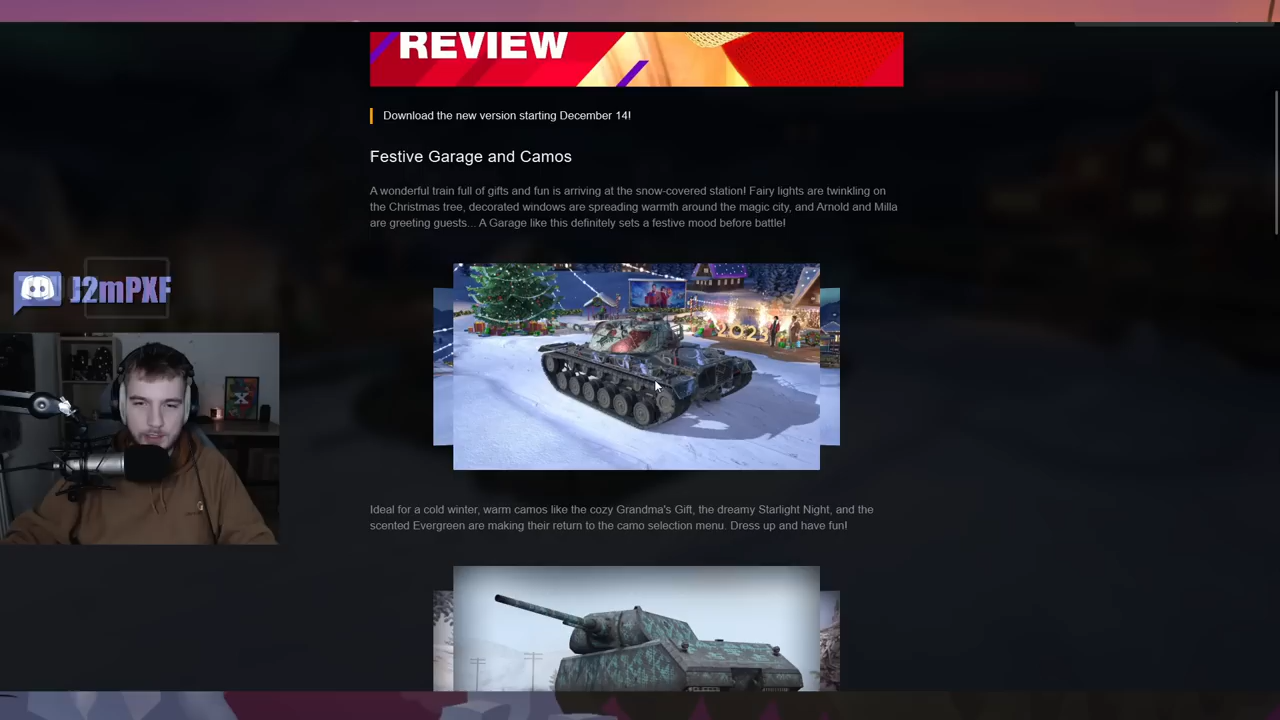 REVIEW
Download the new version starting December 14!
Festive Garage and Camos
A wonderful train full of gifts and fun is arriving at the snow-covered station! Fairy lights are twinkling on
the Christmas tree, decorated windows are spreading warmth around the magic city, and Arnold and Milla
are greeting guests... A Garage like this definitely sets a festive mood before battle!
J2mPXF
2023
Ideal for a cold winter, warm camos like the cozy Grandma's Gift, the dreamy Starlight Night, and the
scented Evergreen are making their return to the camo selection menu. Dress up and have fun!